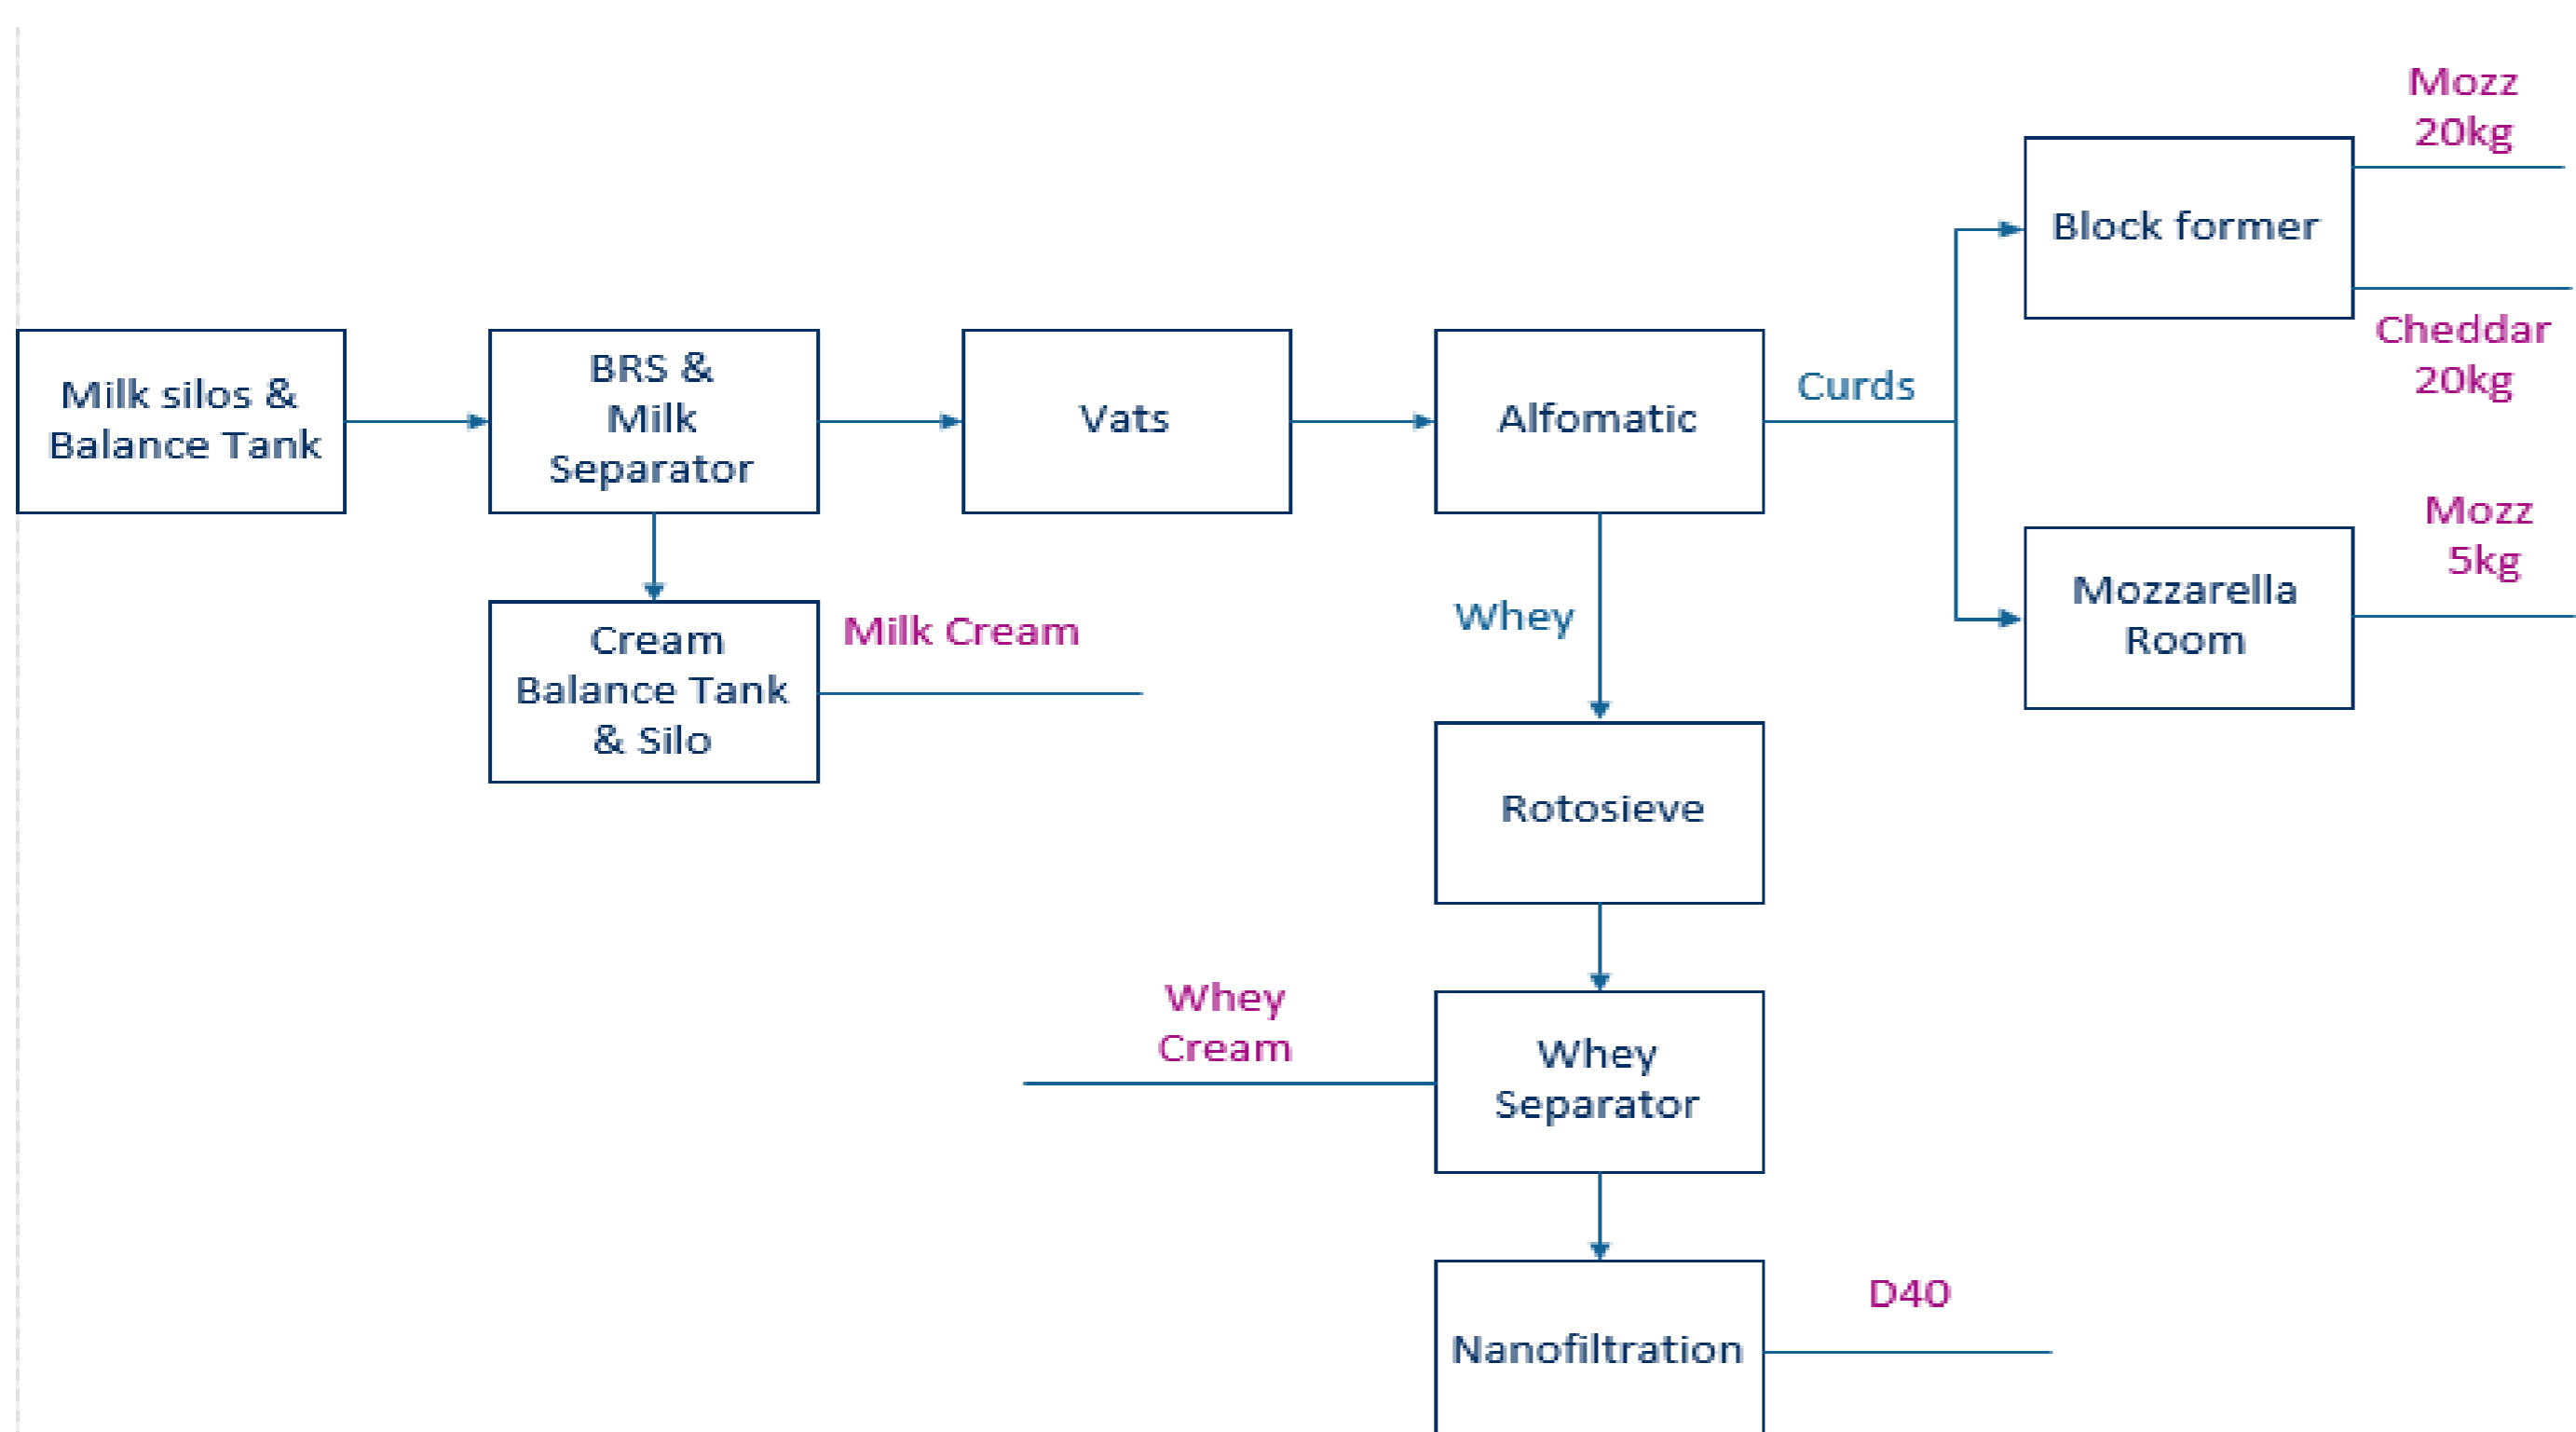 Mozz
20kg
Block former
Cheddar
20kg
Milk silos &
Balance Tank
BRS &
Milk
Separator
Vats
Alfomatic
Curds
Mozz
5kg
Mozzarella
Room
Cream
Balance Tank
& Silo
Milk Cream
Whey
Rotosieve
Whey
Cream
Whey
Separator
D40
Nanofiltration